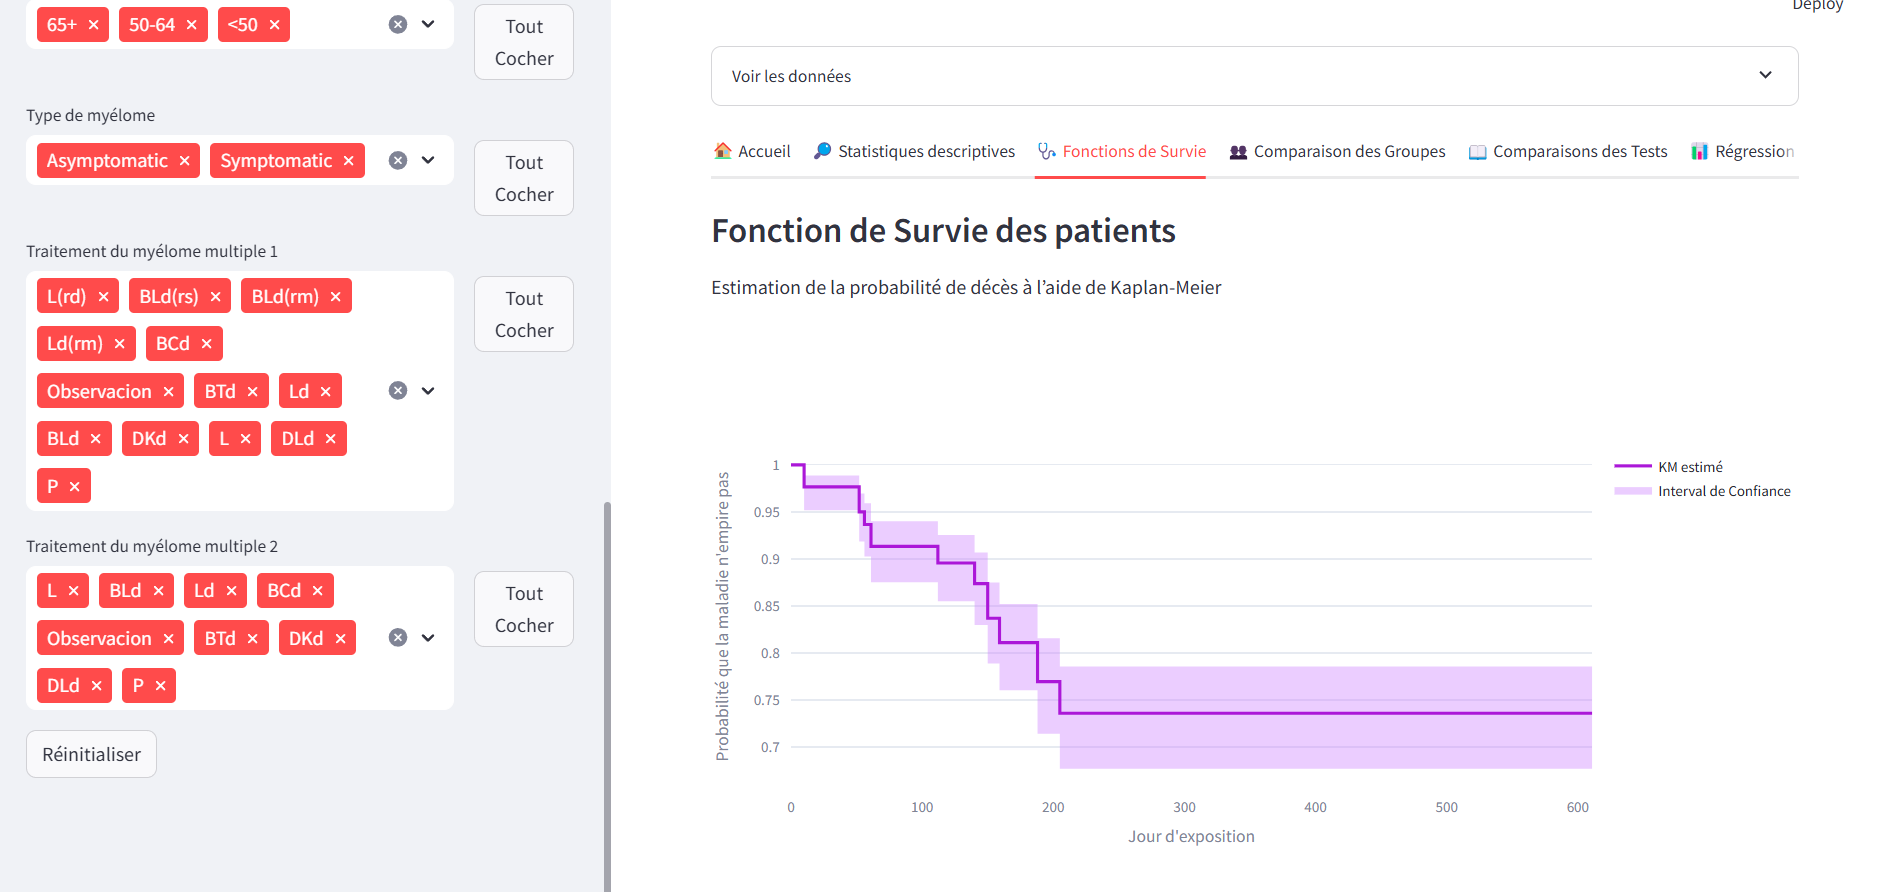 65+ × 50-64 × <50 ×
Tout
Cocher
Type de myélome
Asymptomatic × Symptomatic ×
Tout
Cocher
Traitement du myélome multiple 1
L(rd) × BLd(rs) × BLd(rm) ×
Ld(rm) × BCd ×
Observacion × BTd × Ld ×
BLd × DKd × L × DLd ×
P ×
Tout
Cocher
Traitement du myélome multiple 2
L × BLd × Ld × BCd ×
Observacion × BTd × DKd ×
DLd × P ×
Tout
Cocher
Réinitialiser
Deploy
Voir les données
Accueil Statistiques descriptives Fonctions de Survie Comparaison des Groupes Comparaisons des Tests Régression
Fonction de Survie des patients
Estimation de la probabilité de décès à l’aide de Kaplan-Meier
Probabilité que la maladie n'empire pas
1
0.95
0.9
0.85
0.8
0.75
0.7
0 100 200 300 400 500 600
Jour d'exposition
KM estimé
Interval de Confiance